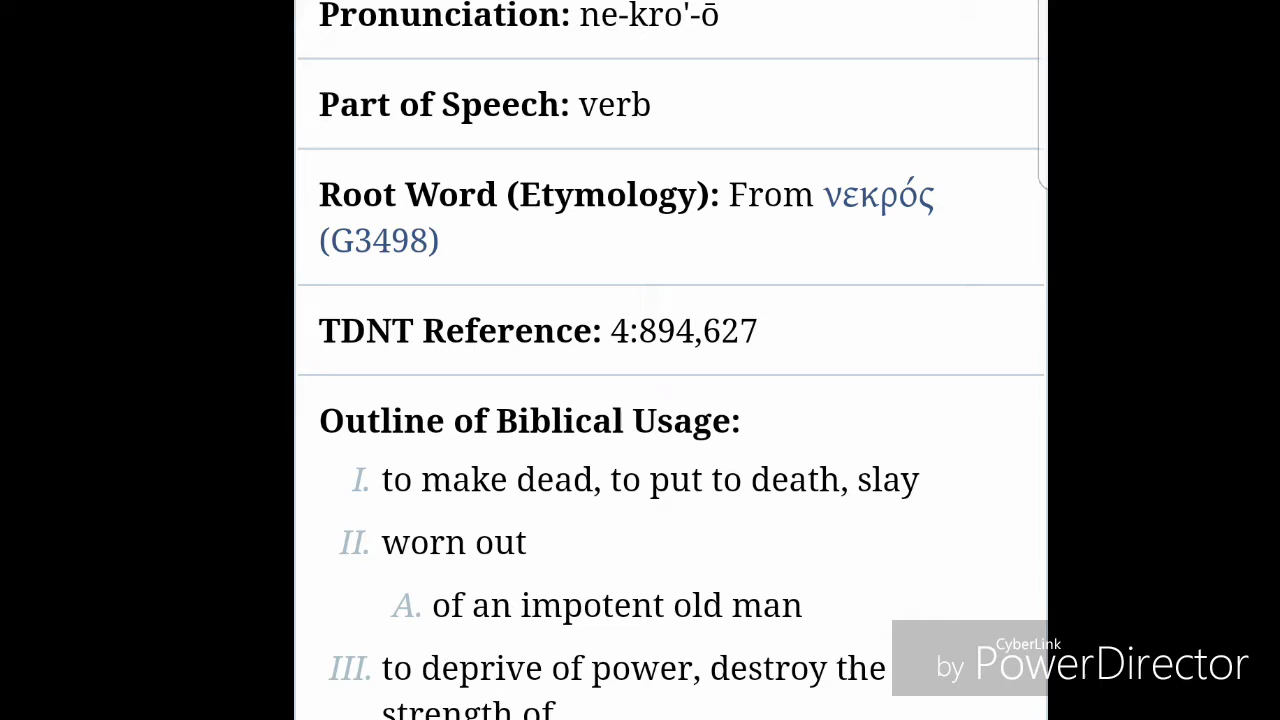 Pronunciation: ne-kro'-ō
Part of Speech: verb
Root Word (Etymology): From νεκρός
(G3498)
TDNT Reference: 4:894,627
Outline of Biblical Usage:
I. to make dead, to put to death, slay
II. worn out
A. of an impotent old man
III. to deprive of power, destroy the
strength of
CyberLink
by PowerDirector